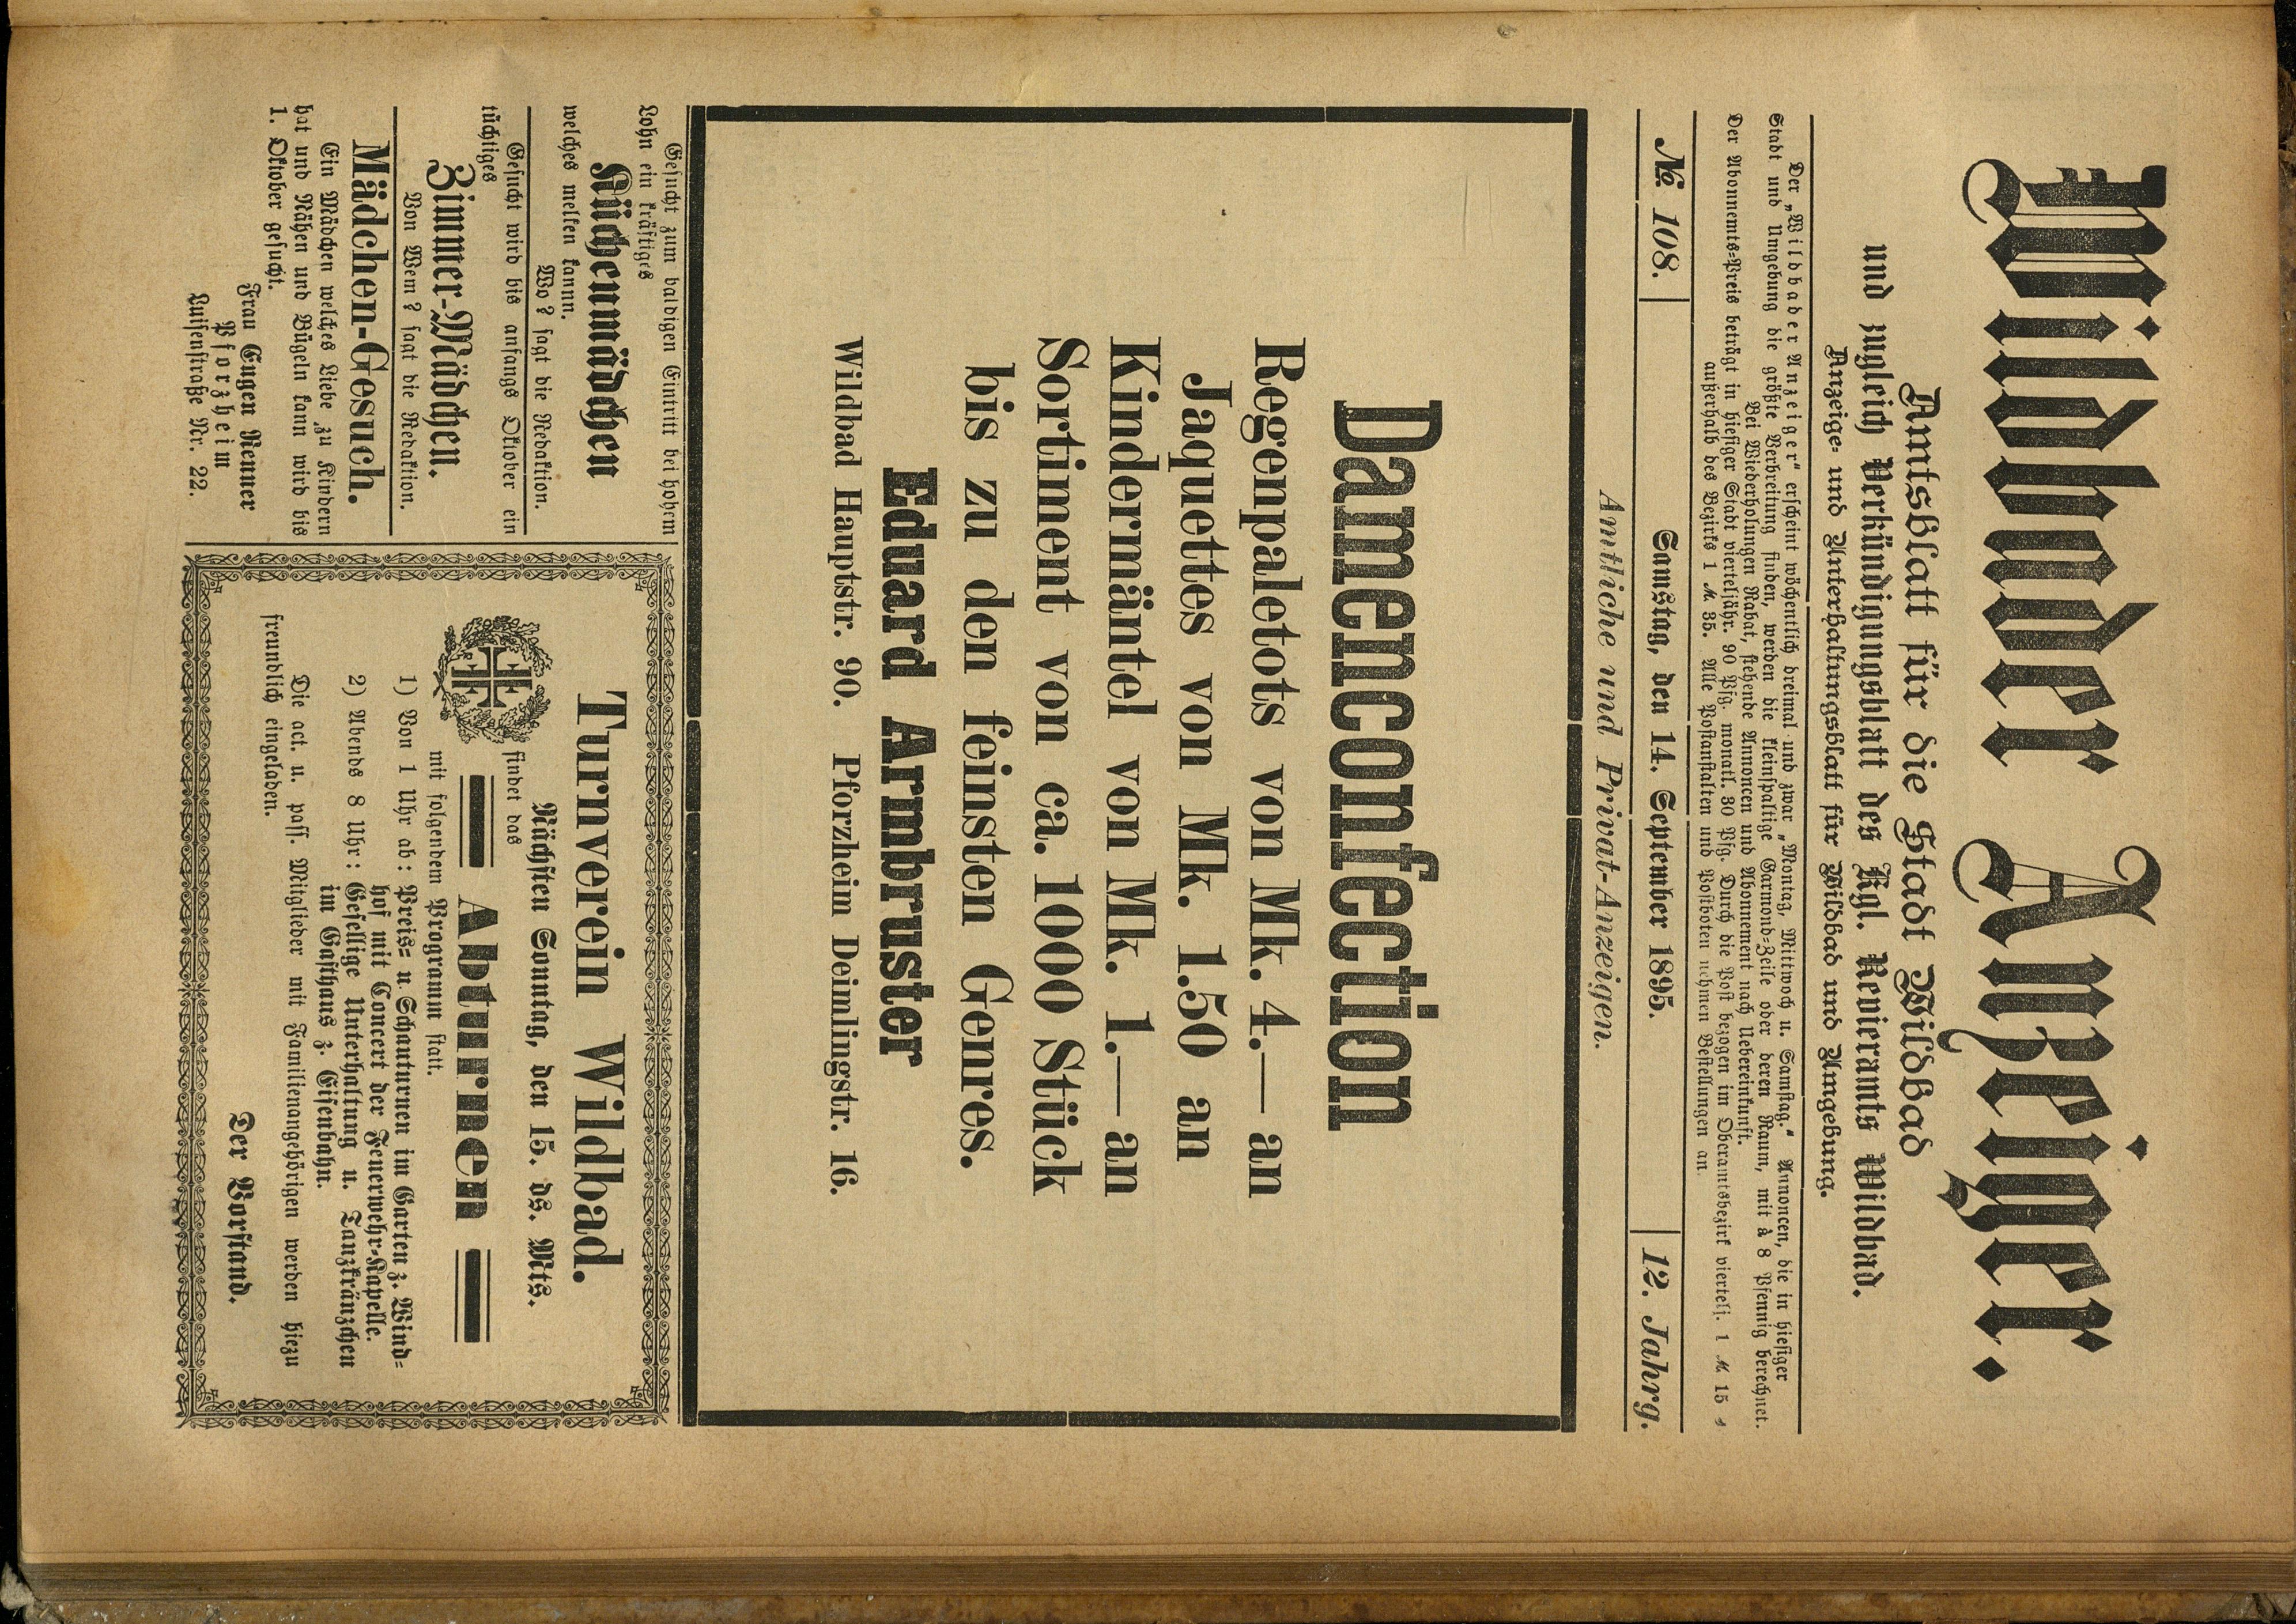 Wildbader Anzeiger.
Amtsblatt für die Stadt Wildbad
und zugleich Verkündigungsblatt des Kgl. Revieramts Wildbad.
Anzeige- und Unterhaltungsblatt für Wildbad und Umgebung.
Der „Wildbader Anzeiger“ erscheint wöchentlich dreimal und zwar „Montag, Mittwoch u. Samstag.“ Annoncen, die in hiesiger
Stadt und Umgebung die größte Verbreitung finden, werden die kleinspaltige Garmond-Zeile oder deren Raum, mit à 8 Pfennig berechnet.
Bei Wiederholungen Rabat, stehende Annoncen und Abonnement nach Uebereinkunft.
Der Abonnemts-Preis beträgt in hiesiger Stadt vierteljähr. 90 Pfg. monatl. 30 Pfg. Durch die Post bezogen im Oberamtsbezirk viertelj. 1 ℳ 15 ₰
außerhalb des Bezirks 1 ℳ 35. Alle Postanstalten und Postboten nehmen Bestellungen an
№ 108. Samstag, den 14. September 1895. 12. Jahrg.
Amtliche und Privat-Anzeigen.
Damenconfection
Regenpaletots von Mk. 4.— an
Jaquettes von Mk. 1.50 an
Kindermäntel von Mk. 1.— an
Sortiment von ca. 1000 Stück
bis zu den feinsten Genres.
Eduard Armbruster
Wildbad Hauptstr. 90. Pforzheim Deimlingstr. 16.
Gesucht zum baldigen Eintritt bei hohem
Lohn ein kräftiges
Küchenmädchen
welches melken kannn.
Wo? sagt die Redaktion.
Gesucht wird bis anfangs Oktober ein
tüchtiges
Zimmer-Mädchen.
Von Wem? sagt die Redaktion.
Mädchen-Gesuch.
Ein Mädchen welches Liebe zu Kindern
hat und Nähen und Bügeln kann wird bis
1. Oktober gesucht.
Frau Eugen Renner
Pforzheim
Luisenstraße Nr. 22.
Turnverein Wildbad.
Nächsten Sonntag, den 15. ds. Mts.
findet das
Abturnen
mit folgendem Programm statt.
1) Von 1 Uhr ab: Preis- u. Schauturnen im Garten z. Wind-
hof mit Concert der Feuerwehr-Kapelle.
2) Abends 8 Uhr: Gesellige Unterhaltung u. Tanzkränzchen
im Gasthaus z. Eisenbahn.
Die act. u. pass. Mitglieder mit Familienangehörigen werden hiezu
freundlich eingeladen.
Der Vorstand.